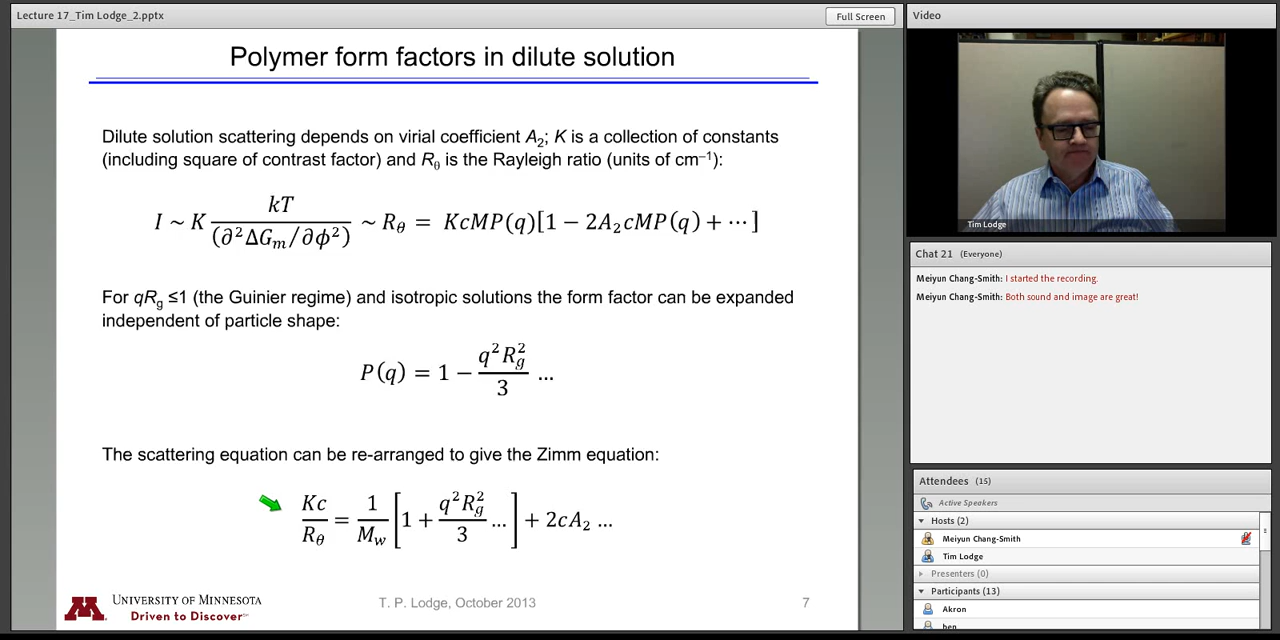 Lecture 17_Tim Lodge_2.pptx
Full Screen
Polymer form factors in dilute solution
Dilute solution scattering depends on virial coefficient A₂; K is a collection of constants
(including square of contrast factor) and Rθ is the Rayleigh ratio (units of cm⁻¹):
I ~ K kT/(∂²ΔGₘ/∂ϕ²) ~ Rθ = KcMP(q)[1 − 2A₂cMP(q) + ⋯]
For qRg ≤1 (the Guinier regime) and isotropic solutions the form factor can be expanded
independent of particle shape:
P(q) = 1 − q²Rg²/3 ...
The scattering equation can be re-arranged to give the Zimm equation:
Kc/Rθ = 1/Mw [1 + q²Rg²/3 ...] + 2cA₂ ...
M
UNIVERSITY OF MINNESOTA
Driven to Discover℠
T. P. Lodge, October 2013
7
Video
Tim Lodge
Chat 21 (Everyone)
Meiyun Chang-Smith: I started the recording.
Meiyun Chang-Smith: Both sound and image are great!
Attendees (15)
Active Speakers
Hosts (2)
Meiyun Chang-Smith
Tim Lodge
Presenters (0)
Participants (13)
Akron
ben